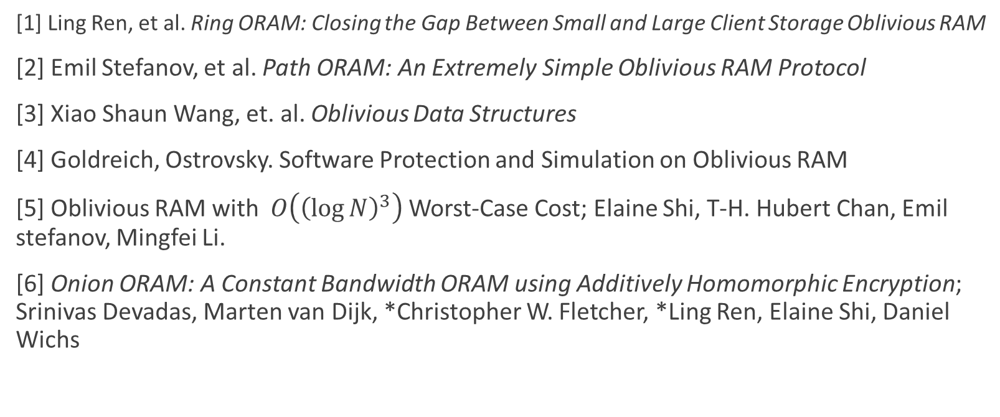 [1] Ling Ren, et al. Ring ORAM: Closing the Gap Between Small and Large Client Storage Oblivious RAM
[2] Emil Stefanov, et al. Path ORAM: An Extremely Simple Oblivious RAM Protocol
[3] Xiao Shaun Wang, et. al. Oblivious Data Structures
[4] Goldreich, Ostrovsky. Software Protection and Simulation on Oblivious RAM
[5] Oblivious RAM with O((log N)³) Worst-Case Cost; Elaine Shi, T-H. Hubert Chan, Emil
stefanov, Mingfei Li.
[6] Onion ORAM: A Constant Bandwidth ORAM using Additively Homomorphic Encryption;
Srinivas Devadas, Marten van Dijk, *Christopher W. Fletcher, *Ling Ren, Elaine Shi, Daniel
Wichs